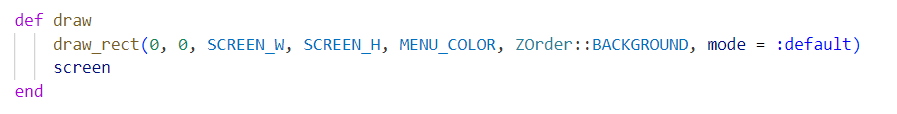 def draw
    draw_rect(0, 0, SCREEN_W, SCREEN_H, MENU_COLOR, ZOrder::BACKGROUND, mode = :default)
    screen
end